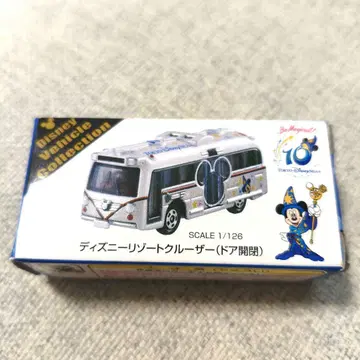 Disney
Vehicle
Collection
Be Magical!
10
TOKYO DisneySEA
SCALE 1/126
ディズニーリゾートクルーザー(ドア開閉)